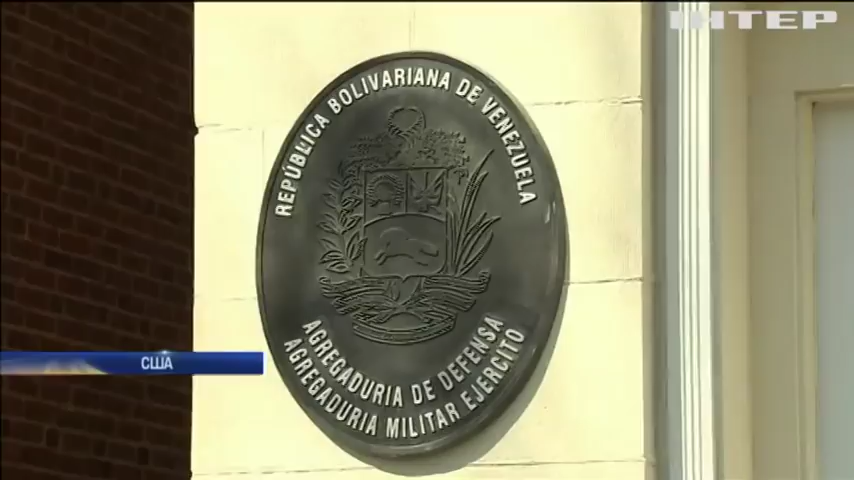 ІНТЕР
REPÚBLICA BOLIVARIANA DE VENEZUELA
AGREGADURIA DE DEFENSA
AGREGADURIA MILITAR EJERCITO
США